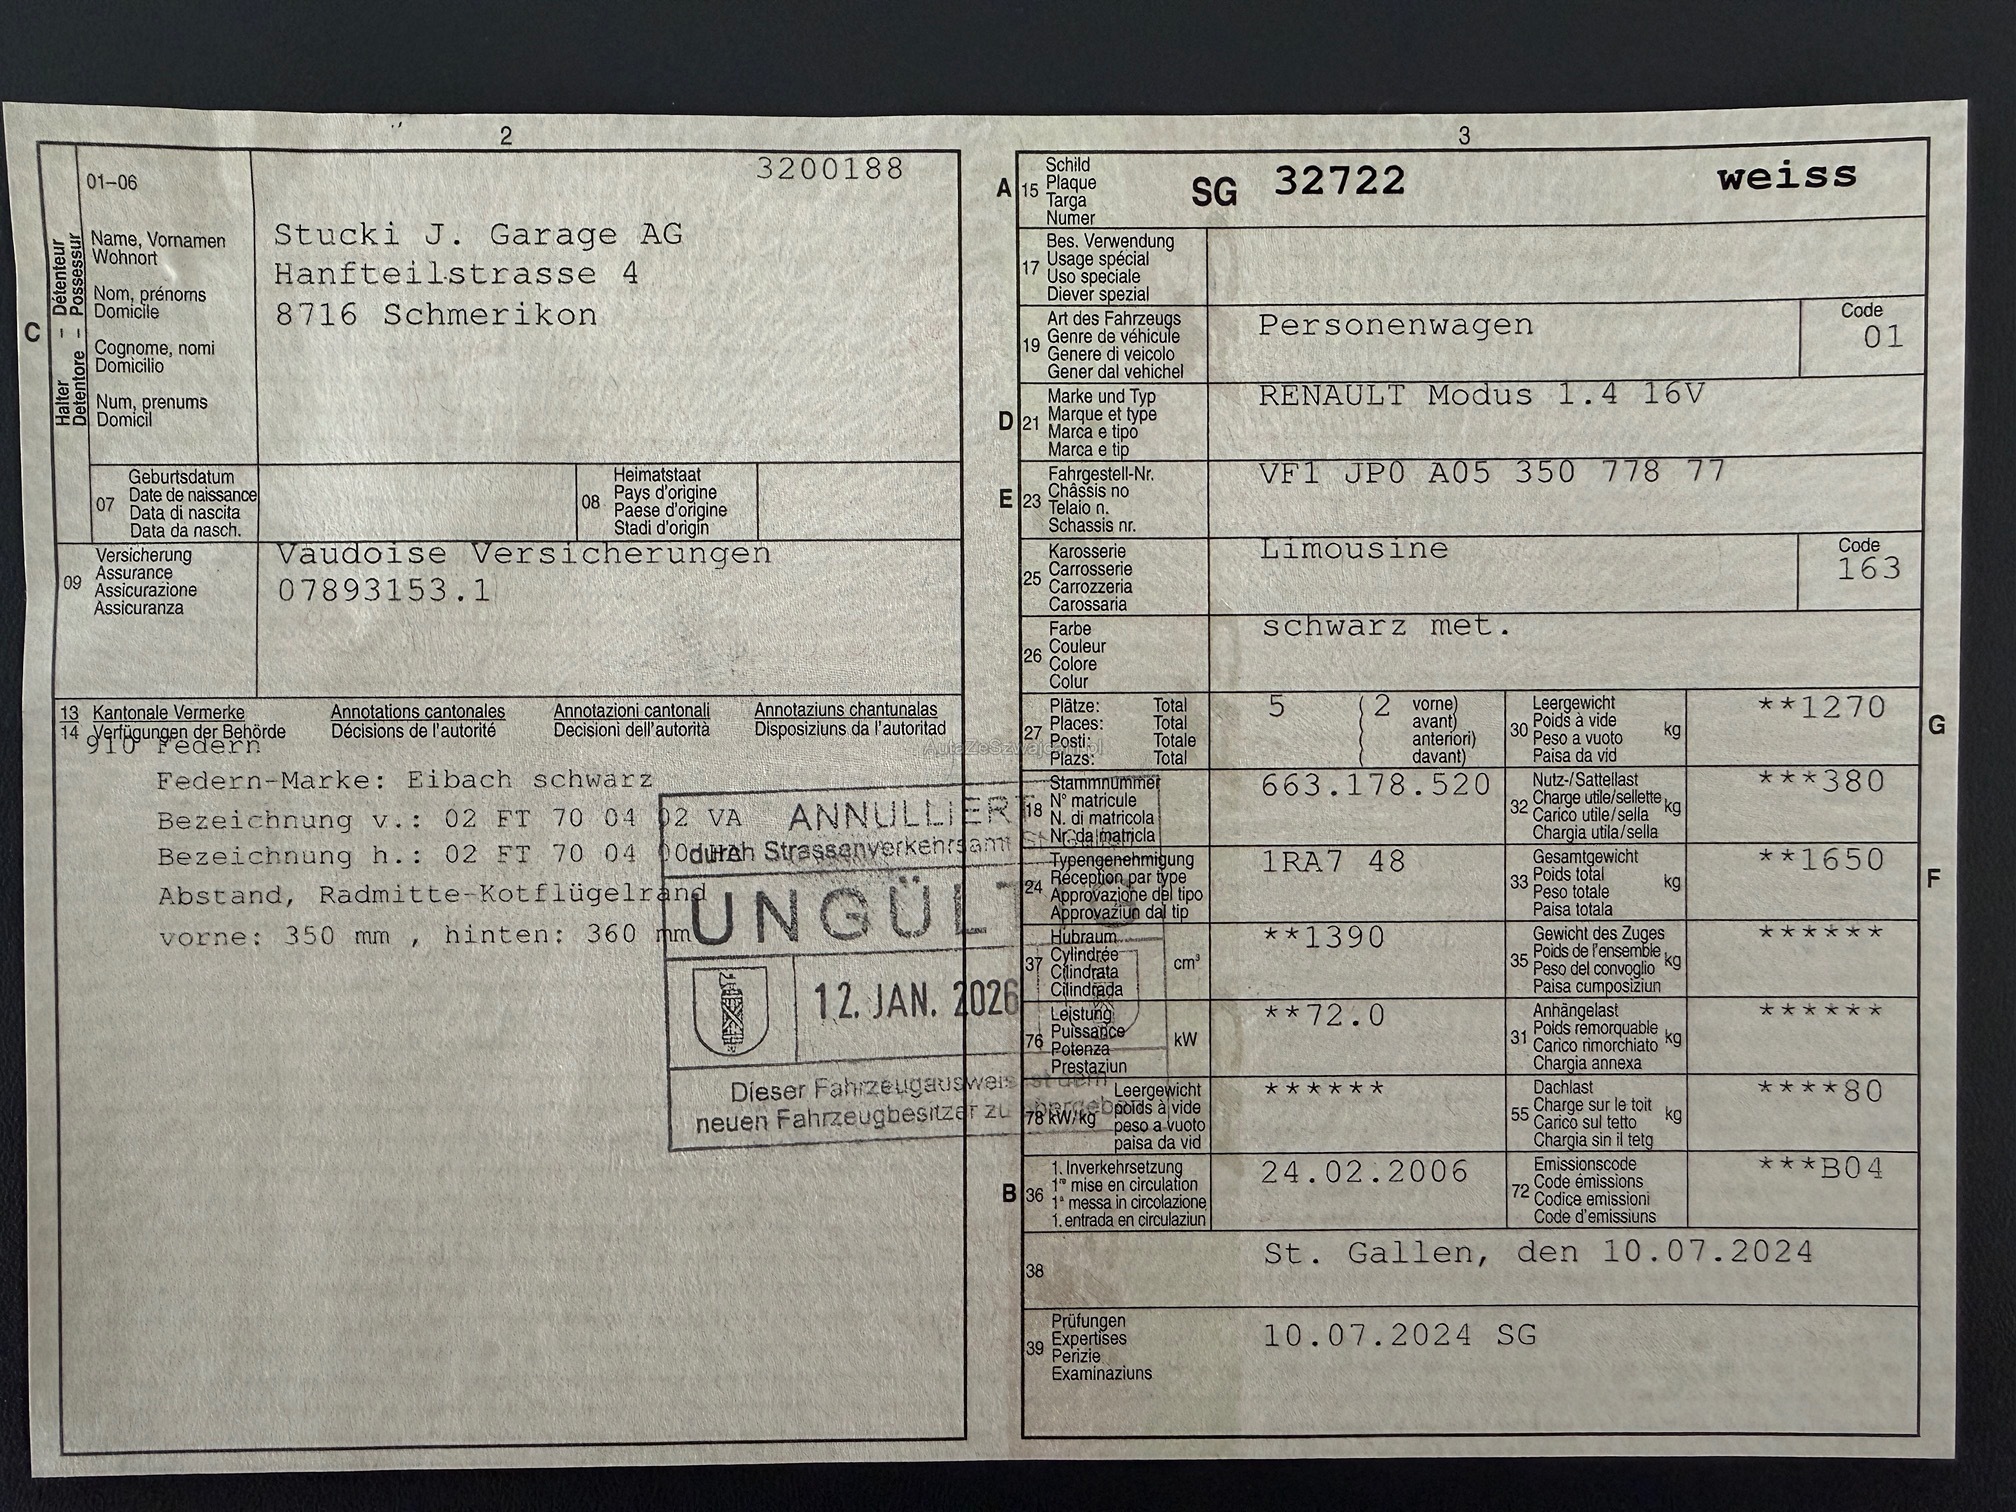 2
3200188
01–06
Halter – Détenteur
Detentore – Possessur
C
Name, Vornamen
Wohnort
Nom, prénoms
Domicile
Cognome, nomi
Domicilio
Num, prenums
Domicil
Stucki J. Garage AG
Hanfteilstrasse 4
8716 Schmerikon
07
Geburtsdatum
Date de naissance
Data di nascita
Data da nasch.
08
Heimatstaat
Pays d'origine
Paese d'origine
Stadi d'origin
09
Versicherung
Assurance
Assicurazione
Assicuranza
Vaudoise Versicherungen
07893153.1
13 Kantonale Vermerke Annotations cantonales Annotazioni cantonali Annotaziuns chantunalas
14 Verfügungen der Behörde Décisions de l'autorité Decisioni dell'autorità Disposiziuns da l'autoritad
910 Federn
Federn-Marke: Eibach schwarz
Bezeichnung v.: 02 FT 70 04 02 VA
Bezeichnung h.: 02 FT 70 04 00 HA
Abstand, Radmitte-Kotflügelrand
vorne: 350 mm , hinten: 360 mm
ANNULLIERT
durch Strassenverkehrsamt
UNGÜLTIG
12. JAN. 2026
Dieser Fahrzeugausweis ist dem
neuen Fahrzeugbesitzer zu übergeben
AutaZeSzwajcarii.pl
3
A
15
Schild
Plaque
Targa
Numer
SG 32722 weiss
17
Bes. Verwendung
Usage spécial
Uso speciale
Diever spezial
19
Art des Fahrzeugs
Genre de véhicule
Genere di veicolo
Gener dal vehichel
Personenwagen
Code
01
D
21
Marke und Typ
Marque et type
Marca e tipo
Marca e tip
RENAULT Modus 1.4 16V
E
23
Fahrgestell-Nr.
Châssis no
Telaio n.
Schassis nr.
VF1 JP0 A05 350 778 77
25
Karosserie
Carrosserie
Carrozzeria
Carossaria
Limousine
Code
163
26
Farbe
Couleur
Colore
Colur
schwarz met.
27
Plätze: Total
Places: Total
Posti: Totale
Plazs: Total
5 ( 2 vorne)
avant)
anteriori)
davant)
30
Leergewicht
Poids à vide
Peso a vuoto
Paisa da vid
kg
**1270
G
18
Stammnummer
N° matricule
N. di matricola
Nr. da matricla
663.178.520
32
Nutz-/Sattellast
Charge utile/sellette
Carico utile/sella
Chargia utila/sella
kg
***380
24
Typengenehmigung
Réception par type
Approvazione del tipo
Approvaziun dal tip
1RA7 48
33
Gesamtgewicht
Poids total
Peso totale
Paisa totala
kg
**1650
F
37
Hubraum
Cylindrée
Cilindrata
Cilindrada
cm³
**1390
35
Gewicht des Zuges
Poids de l'ensemble
Peso del convoglio
Paisa cumposiziun
kg
******
76
Leistung
Puissance
Potenza
Prestaziun
kW
**72.0
31
Anhängelast
Poids remorquable
Carico rimorchiato
Chargia annexa
kg
******
78 kW/kg
Leergewicht
poids à vide
peso a vuoto
paisa da vid
******
55
Dachlast
Charge sur le toit
Carico sul tetto
Chargia sin il tetg
kg
****80
B
36
1. Inverkehrsetzung
1re mise en circulation
1a messa in circolazione
1. entrada en circulaziun
24.02.2006
72
Emissionscode
Code émissions
Codice emissioni
Code d'emissiuns
***B04
38
St. Gallen, den 10.07.2024
39
Prüfungen
Expertises
Perizie
Examinaziuns
10.07.2024 SG